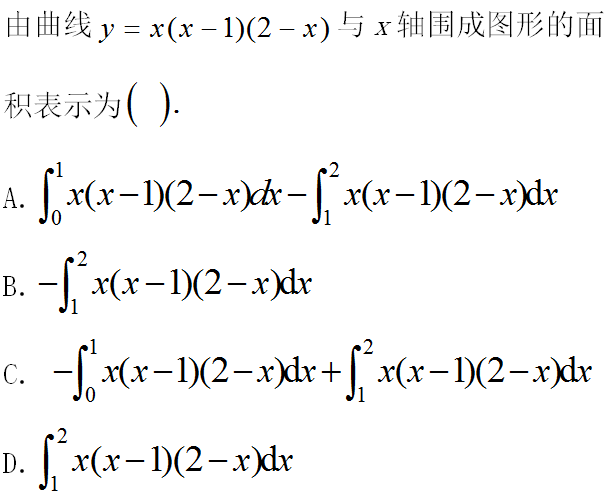 由曲线 y = x(x − 1)(2 − x) 与 x 轴围成图形的面
积表示为( ).
A. ∫₀¹ x(x−1)(2−x)dx − ∫₁² x(x−1)(2−x)dx
B. −∫₁² x(x−1)(2−x)dx
C. −∫₀¹ x(x−1)(2−x)dx + ∫₁² x(x−1)(2−x)dx
D. ∫₁² x(x−1)(2−x)dx